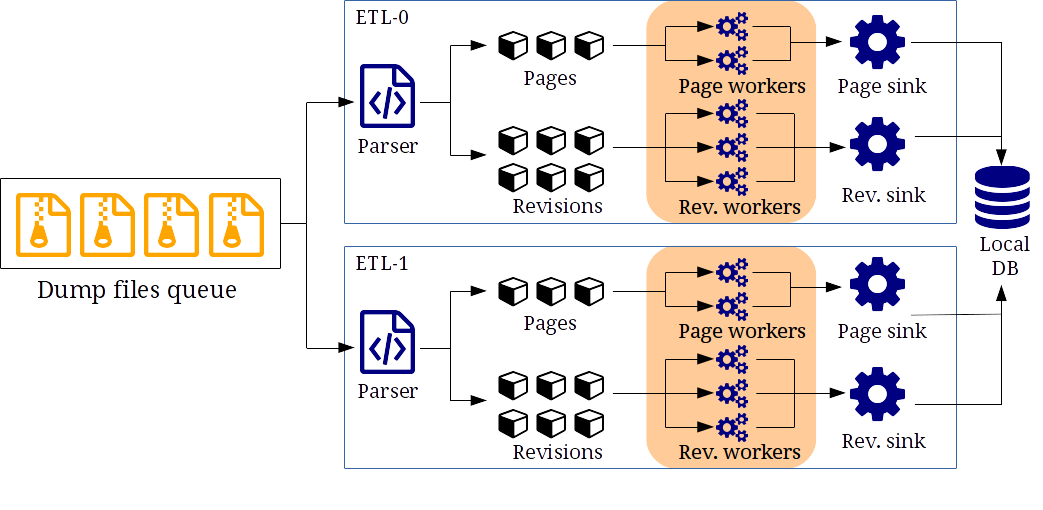 ETL-0
Pages
Page workers
Page sink
Parser
Revisions
Rev. workers
Rev. sink
Dump files queue
Local
DB
ETL-1
Pages
Page workers
Page sink
Parser
Revisions
Rev. workers
Rev. sink